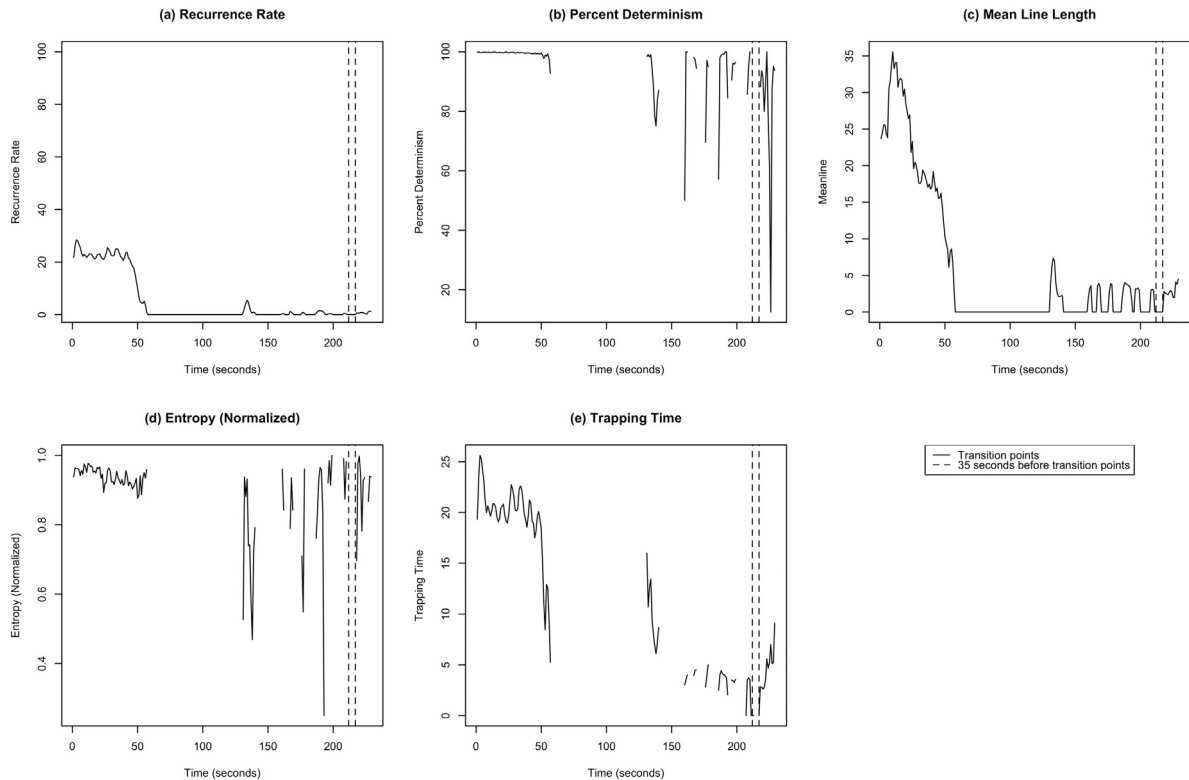 (a) Recurrence Rate
Recurrence Rate
100
80
60
40
20
0
0 50 100 150 200
Time (seconds)
(b) Percent Determinism
Percent Determinism
100
80
60
40
20
0 50 100 150 200
Time (seconds)
(c) Mean Line Length
Meanline
35
30
25
20
15
10
5
0
0 50 100 150 200
Time (seconds)
(d) Entropy (Normalized)
Entropy (Normalized)
1.0
0.8
0.6
0.4
0 50 100 150 200
Time (seconds)
(e) Trapping Time
Trapping Time
25
20
15
10
5
0
0 50 100 150 200
Time (seconds)
Transition points
35 seconds before transition points